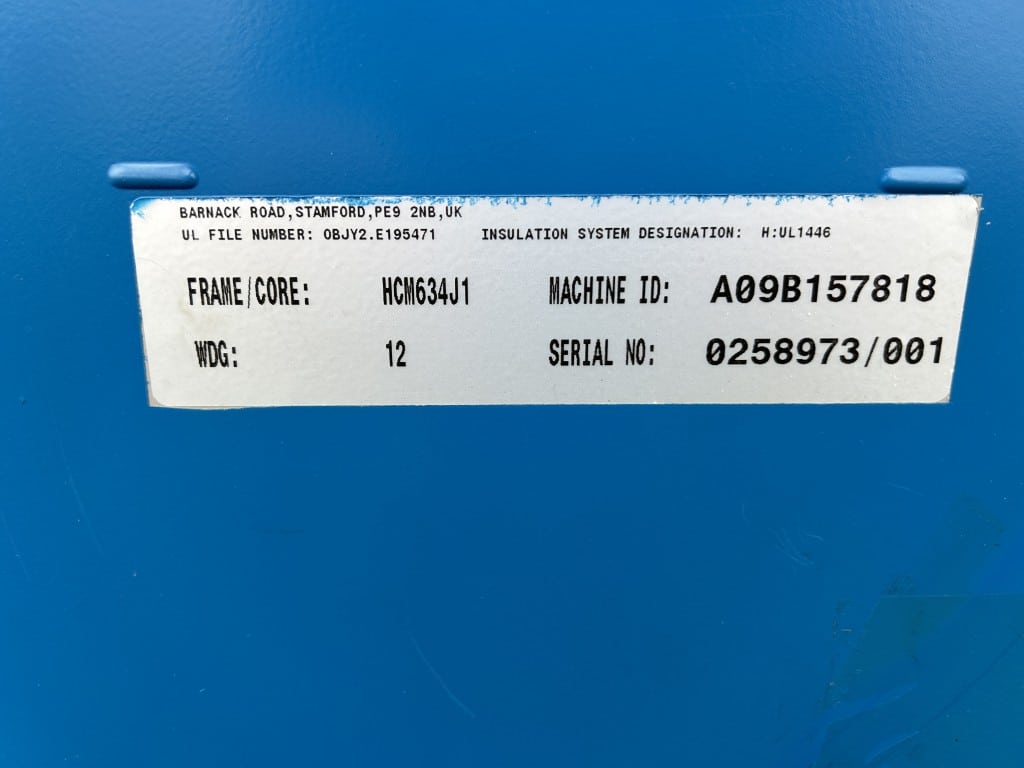 BARNACK ROAD,STAMFORD,PE9 2NB,UK
UL FILE NUMBER: OBJY2.E195471 INSULATION SYSTEM DESIGNATION: H:UL1446
FRAME/CORE: HCM634J1 MACHINE ID: A09B157818
WDG: 12 SERIAL NO: 0258973/001